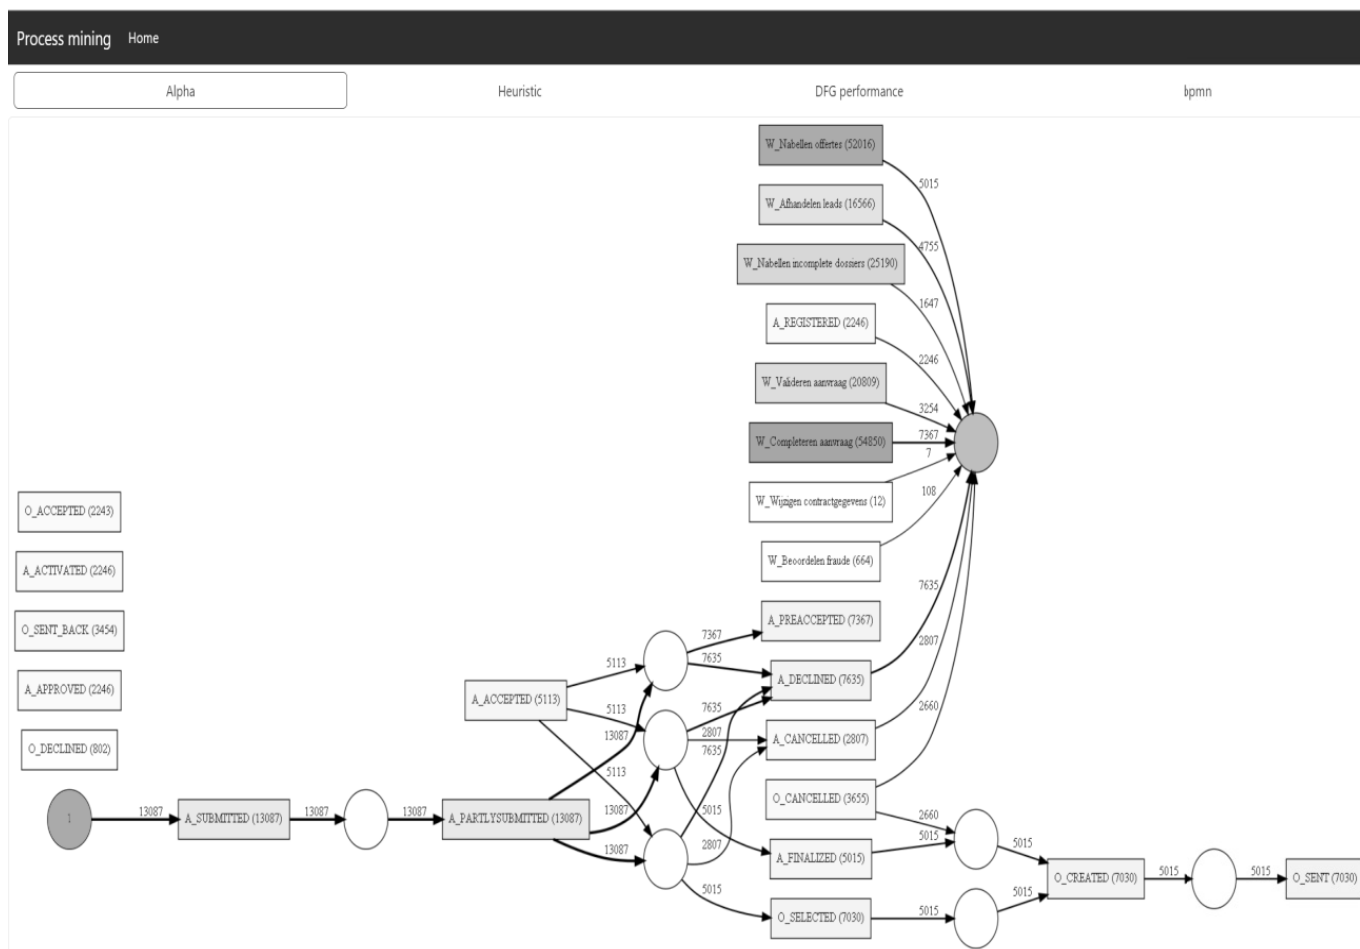 Process mining Home
Alpha Heuristic DFG performance bpmn
W_Nabellen offertes (52016)
5015
W_Afhandelen leads (16566)
4755
W_Nabellen incomplete dossiers (25190)
1647
A_REGISTERED (2246)
2246
W_Valideren aanvraag (20809)
3254
W_Completeren aanvraag (54850)
7367
7
W_Wijzigen contractgegevens (12)
108
O_ACCEPTED (2243)
W_Beoordelen fraude (664)
A_ACTIVATED (2246)
7635
A_PREACCEPTED (7367)
O_SENT_BACK (3454)
7367
2807
7635
5113
A_DECLINED (7635)
A_APPROVED (2246)
A_ACCEPTED (5113)
5113
7635
2660
2807
13087
A_CANCELLED (2807)
O_DECLINED (802)
7635
5113
O_CANCELLED (3655)
13087
5015
2660
1
13087
A_SUBMITTED (13087)
13087
13087
A_PARTLYSUBMITTED (13087)
5015
2807
13087
5015
A_FINALIZED (5015)
5015
O_CREATED (7030)
5015
5015
O_SENT (7030)
5015
5015
O_SELECTED (7030)
5015